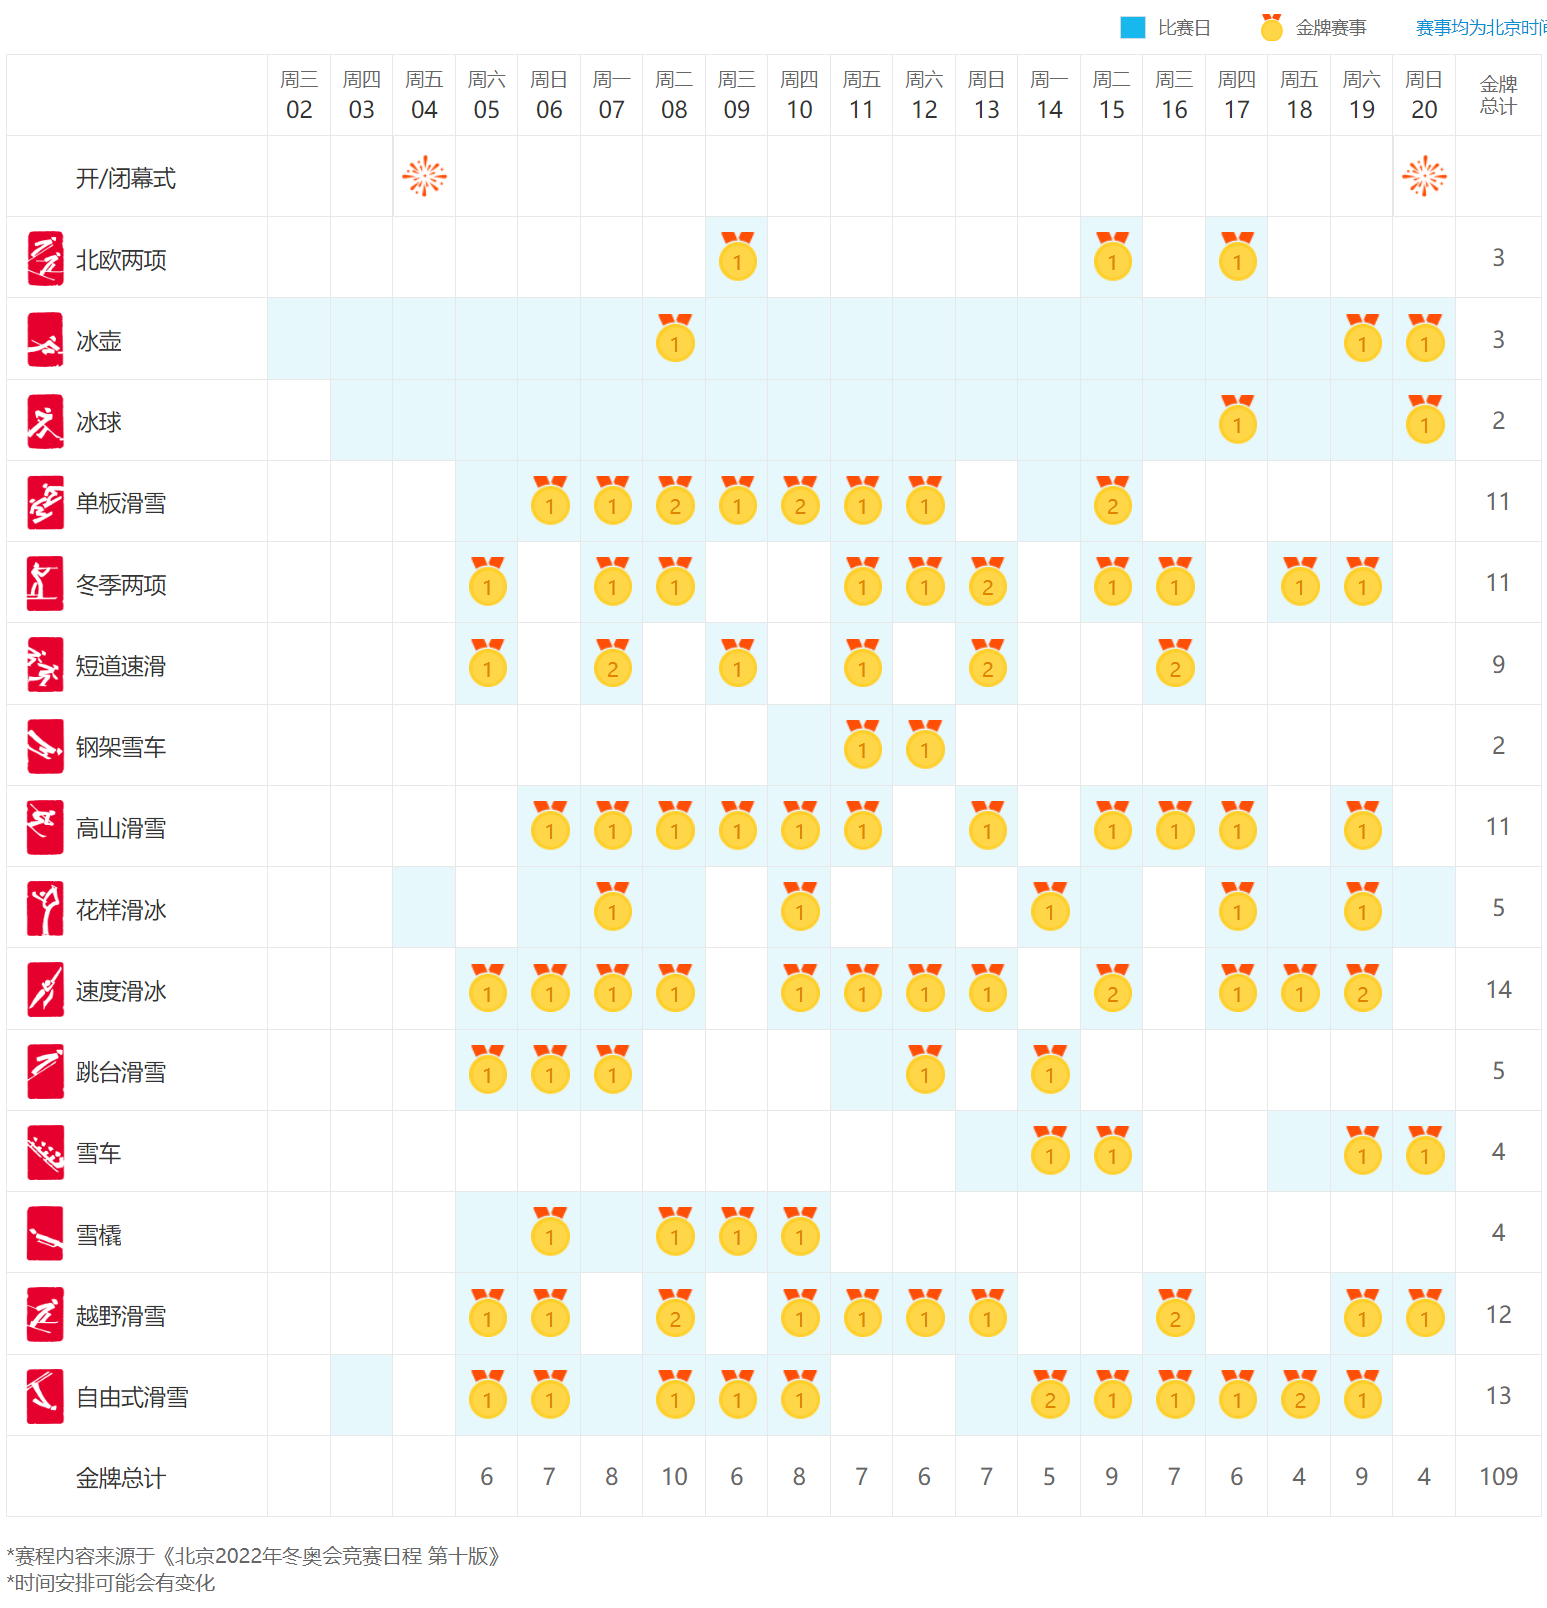 比赛日 金牌赛事 赛事均为北京时
周三 周四 周五 周六 周日 周一 周二 周三 周四 周五 周六 周日 周一 周二 周三 周四 周五 周六 周日 金牌
02 03 04 05 06 07 08 09 10 11 12 13 14 15 16 17 18 19 20 总计
开/闭幕式
北欧两项 1 1 1 3
冰壶 1 1 1 3
冰球 1 1 2
单板滑雪 1 1 2 1 2 1 1 2 11
冬季两项 1 1 1 1 1 2 1 1 1 1 11
短道速滑 1 2 1 1 2 2 9
钢架雪车 1 1 2
高山滑雪 1 1 1 1 1 1 1 1 1 1 1 11
花样滑冰 1 1 1 1 1 5
速度滑冰 1 1 1 1 1 1 1 1 2 1 1 2 14
跳台滑雪 1 1 1 1 1 5
雪车 1 1 1 1 4
雪橇 1 1 1 1 4
越野滑雪 1 1 2 1 1 1 1 2 1 1 12
自由式滑雪 1 1 1 1 1 2 1 1 1 2 1 13
金牌总计 6 7 8 10 6 8 7 6 7 5 9 7 6 4 9 4 109
*赛程内容来源于《北京2022年冬奥会竞赛日程 第十版》
*时间安排可能会有变化